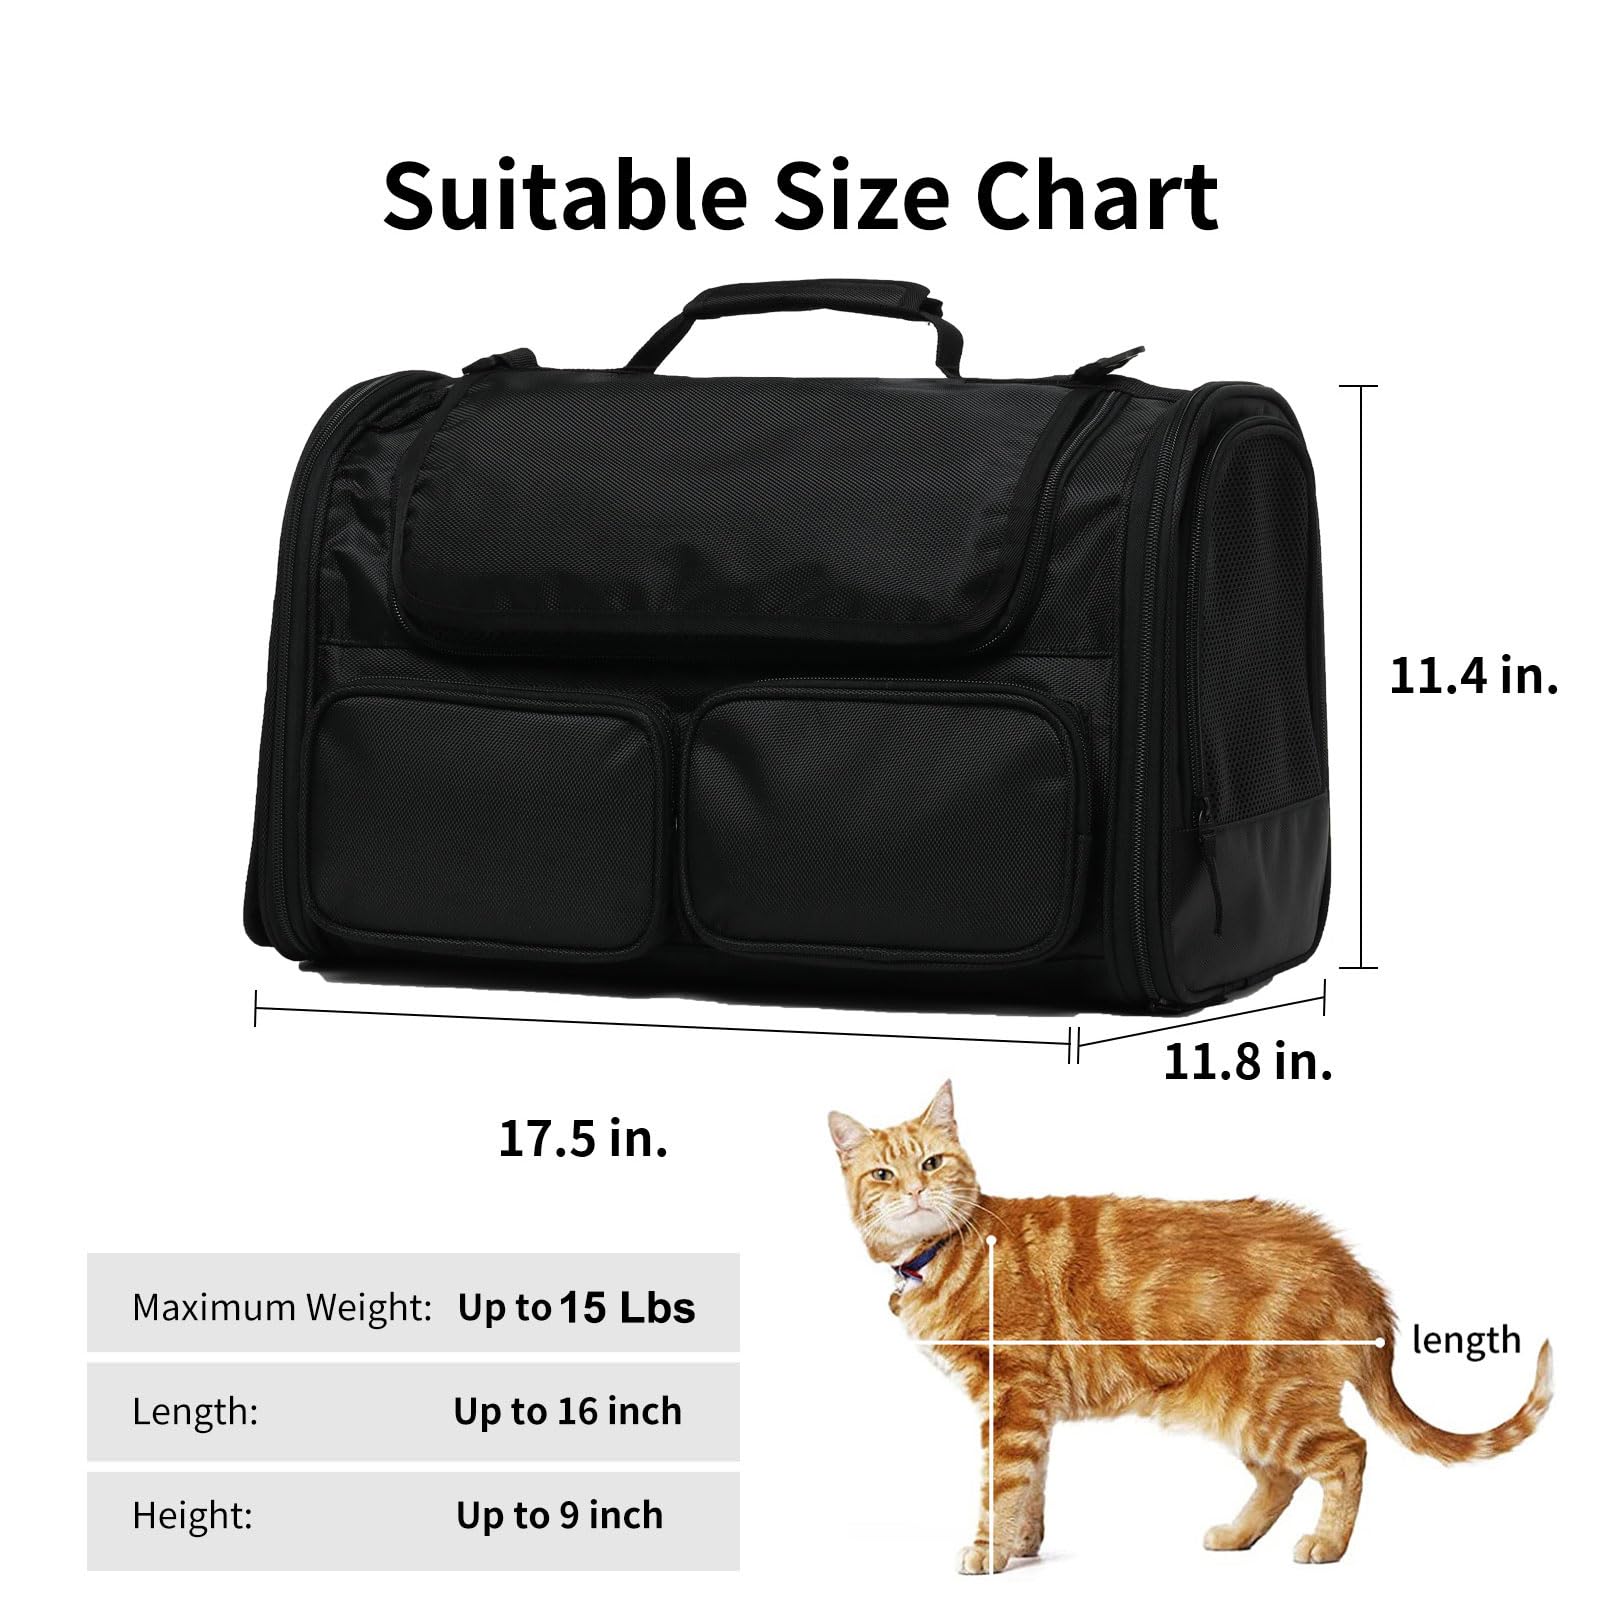 Suitable Size Chart
11.4 in.
11.8 in.
17.5 in.
Maximum Weight: Up to 15 Lbs
Length: Up to 16 inch
Height: Up to 9 inch
length